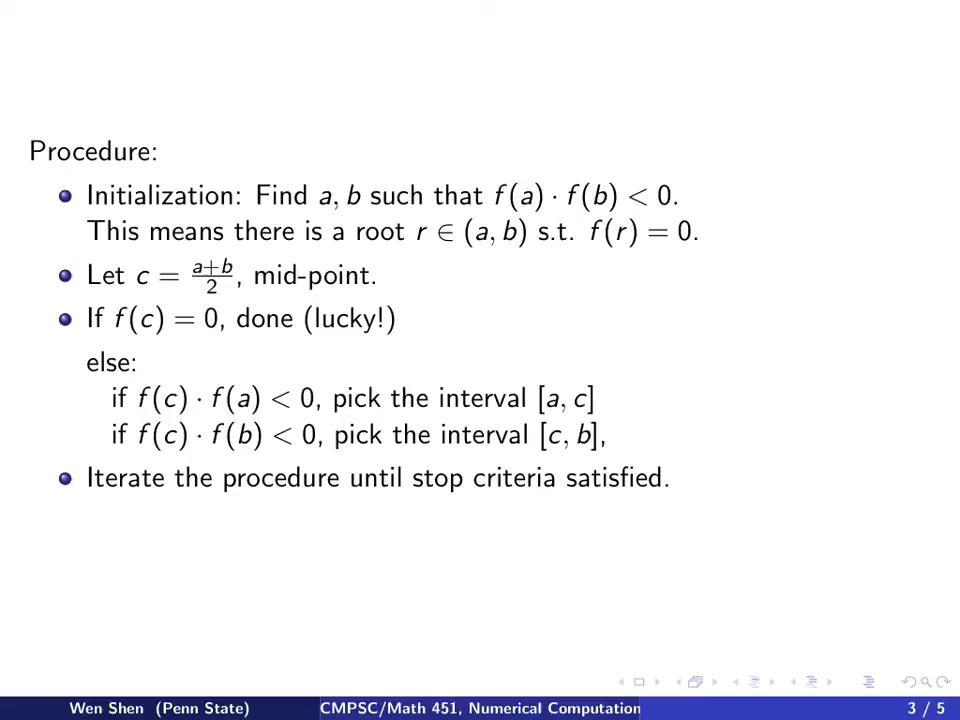 Procedure:
Initialization: Find a, b such that f(a) · f(b) < 0.
This means there is a root r ∈ (a, b) s.t. f(r) = 0.
Let c = a+b/2, mid-point.
If f(c) = 0, done (lucky!)
else:
if f(c) · f(a) < 0, pick the interval [a, c]
if f(c) · f(b) < 0, pick the interval [c, b],
Iterate the procedure until stop criteria satisfied.
Wen Shen (Penn State) CMPSC/Math 451, Numerical Computation 3 / 5